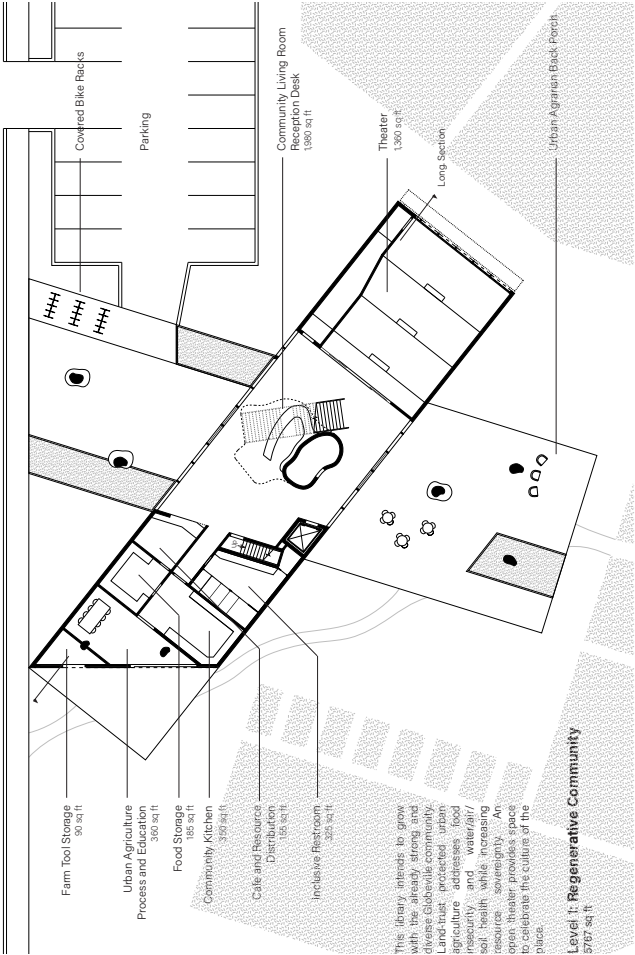 Covered Bike Racks
Parking
Community Living Room
Reception Desk
1,980 sq ft
Theater
1,360 sq ft
Long Section
Urban Agrarian Back Porch
Farm Tool Storage
90 sq ft
Urban Agriculture
Process and Education
360 sq ft
Food Storage
185 sq ft
Community Kitchen
350 sq ft
Cafe and Resource
Distribution
155 sq ft
Inclusive Restroom
325 sq ft
This library intends to grow
with the already strong and
diverse Globeville community.
Land-trust protected urban
agriculture addresses food
insecurity and water/air/
soil health while increasing
resource sovereignty. An
open theater provides space
to celebrate the culture of the
place.
Level 1: Regenerative Community
5767 sq ft